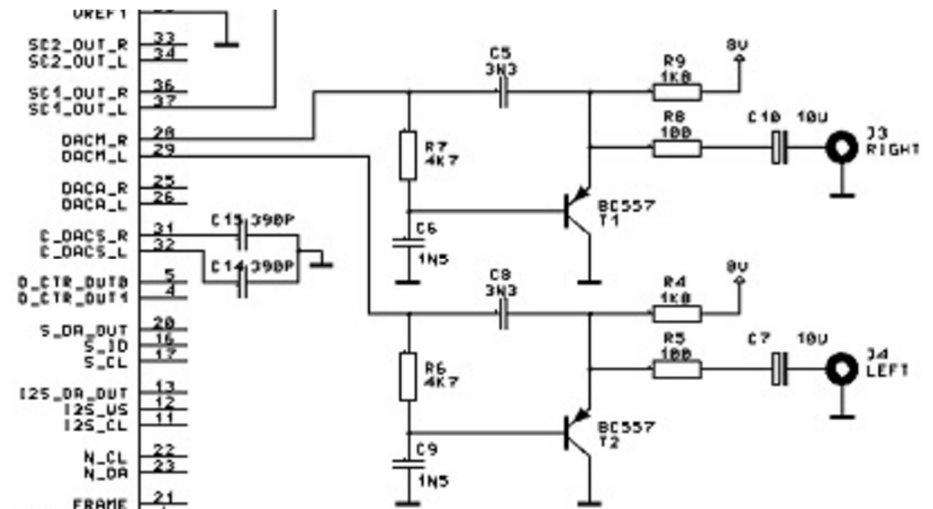 VREF1
SC2_OUT_R 33
SC2_OUT_L 34
SC1_OUT_R 36
SC1_OUT_L 37
DACM_R 28
DACM_L 29
DACA_R 25
DACA_L 26
C_DACS_R 31
C_DACS_L 32
D_CTR_OUT0 5
D_CTR_OUT1 4
S_DA_OUT 20
S_ID 16
S_CL 17
I2S_DA_OUT 13
I2S_WS 12
I2S_CL 11
N_CL 22
N_DA 23
FRAME 21
C15 390P
C14 390P
C5
3N3
R9
1K8
8V
R8
100
C10 10U
J3
RIGHT
R7
4K7
C6
1N5
BC557
T1
C8
3N3
R4
1K8
8V
R5
100
C7 10U
J4
LEFT
R6
4K7
C9
1N5
BC557
T2